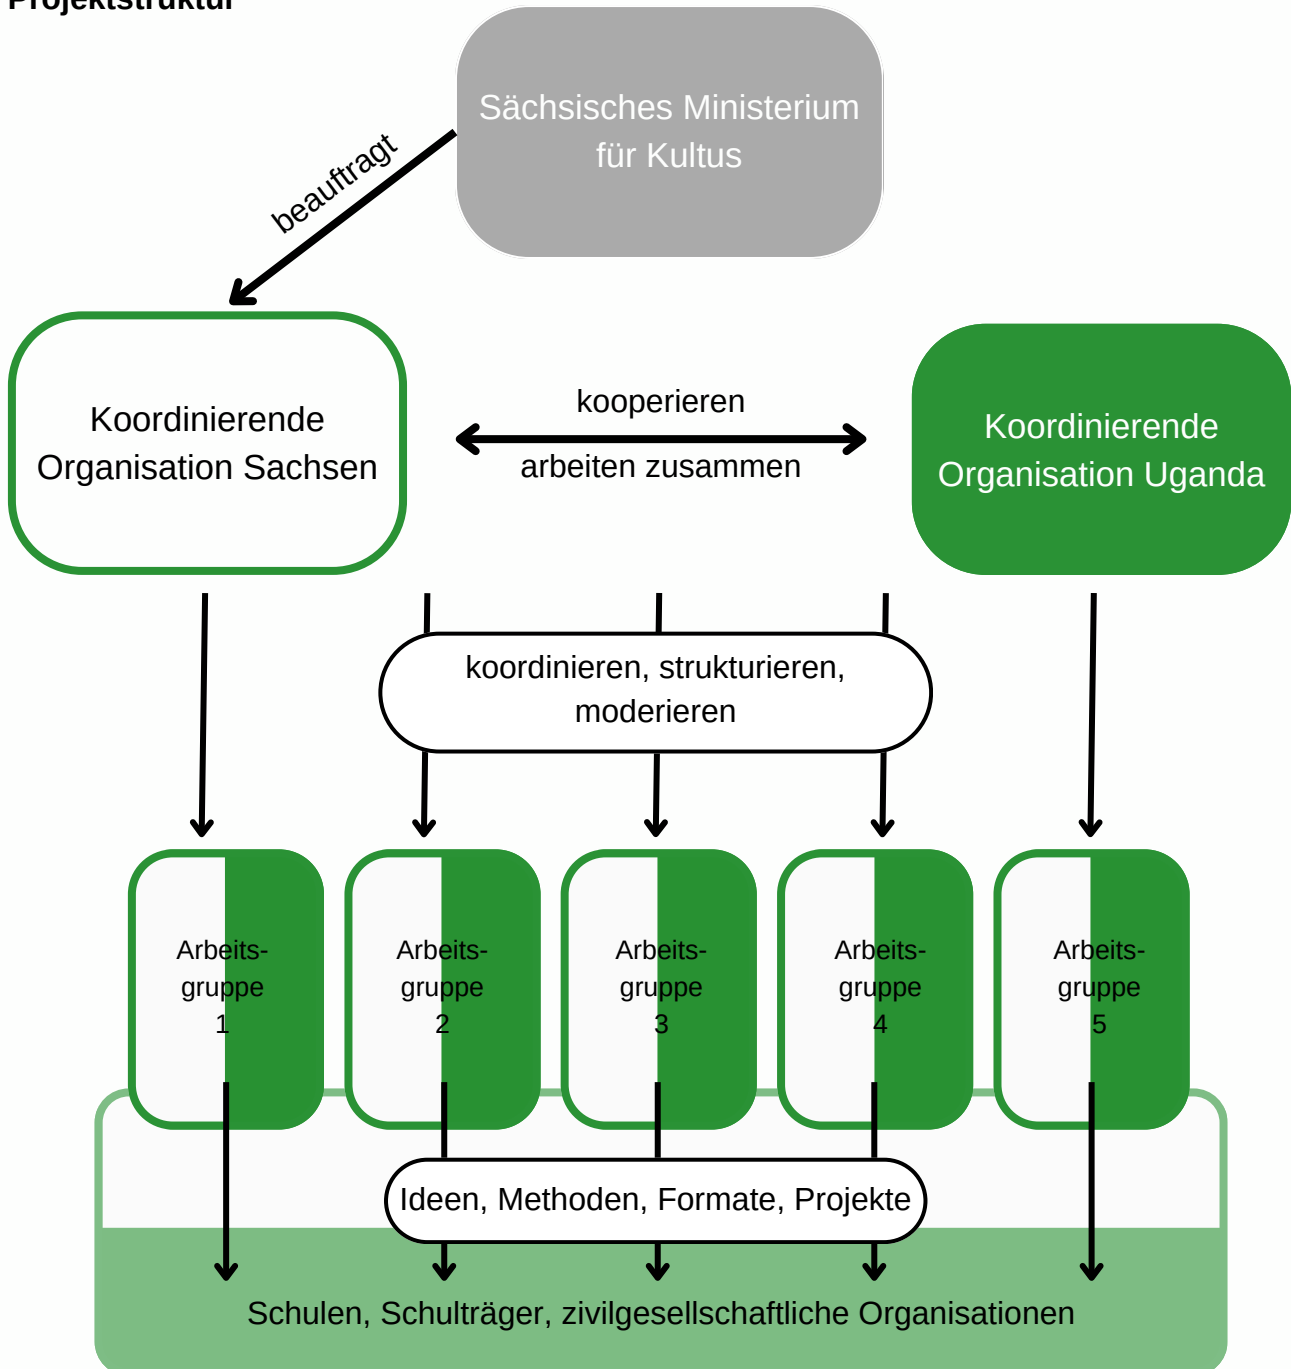 Projektstruktur
Sächsisches Ministerium
für Kultus
beauftragt
Koordinierende
Organisation Sachsen
kooperieren
arbeiten zusammen
Koordinierende
Organisation Uganda
koordinieren, strukturieren,
moderieren
Arbeits-
gruppe
1
Arbeits-
gruppe
2
Arbeits-
gruppe
3
Arbeits-
gruppe
4
Arbeits-
gruppe
5
Ideen, Methoden, Formate, Projekte
Schulen, Schulträger, zivilgesellschaftliche Organisationen